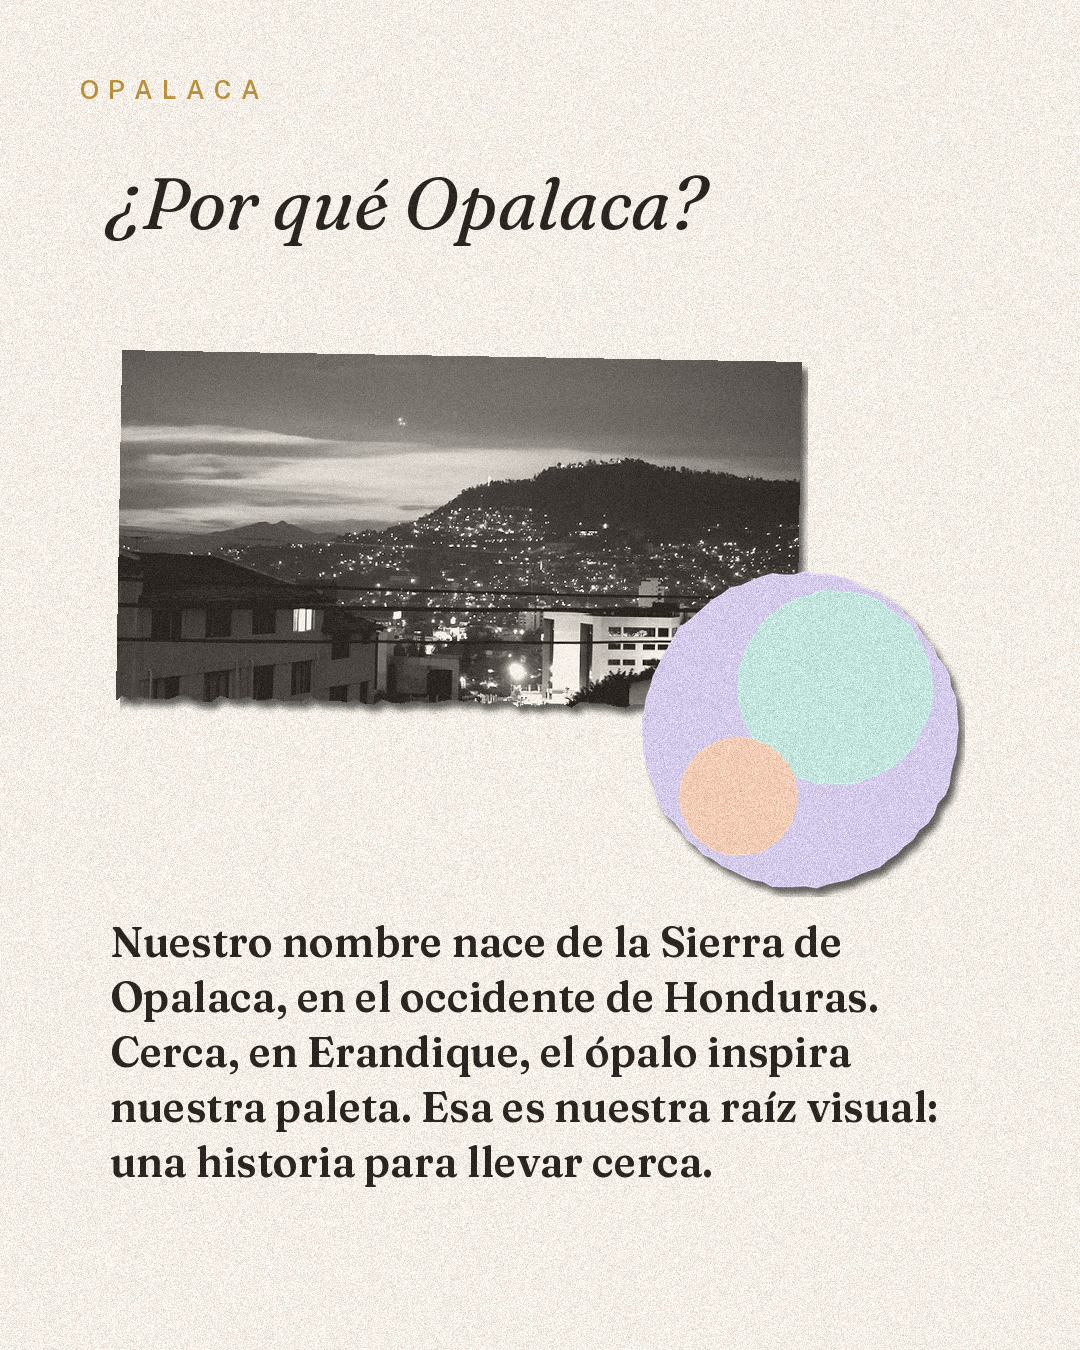 OPALACA
¿Por qué Opalaca?
Nuestro nombre nace de la Sierra de
Opalaca, en el occidente de Honduras.
Cerca, en Erandique, el ópalo inspira
nuestra paleta. Esa es nuestra raíz visual:
una historia para llevar cerca.